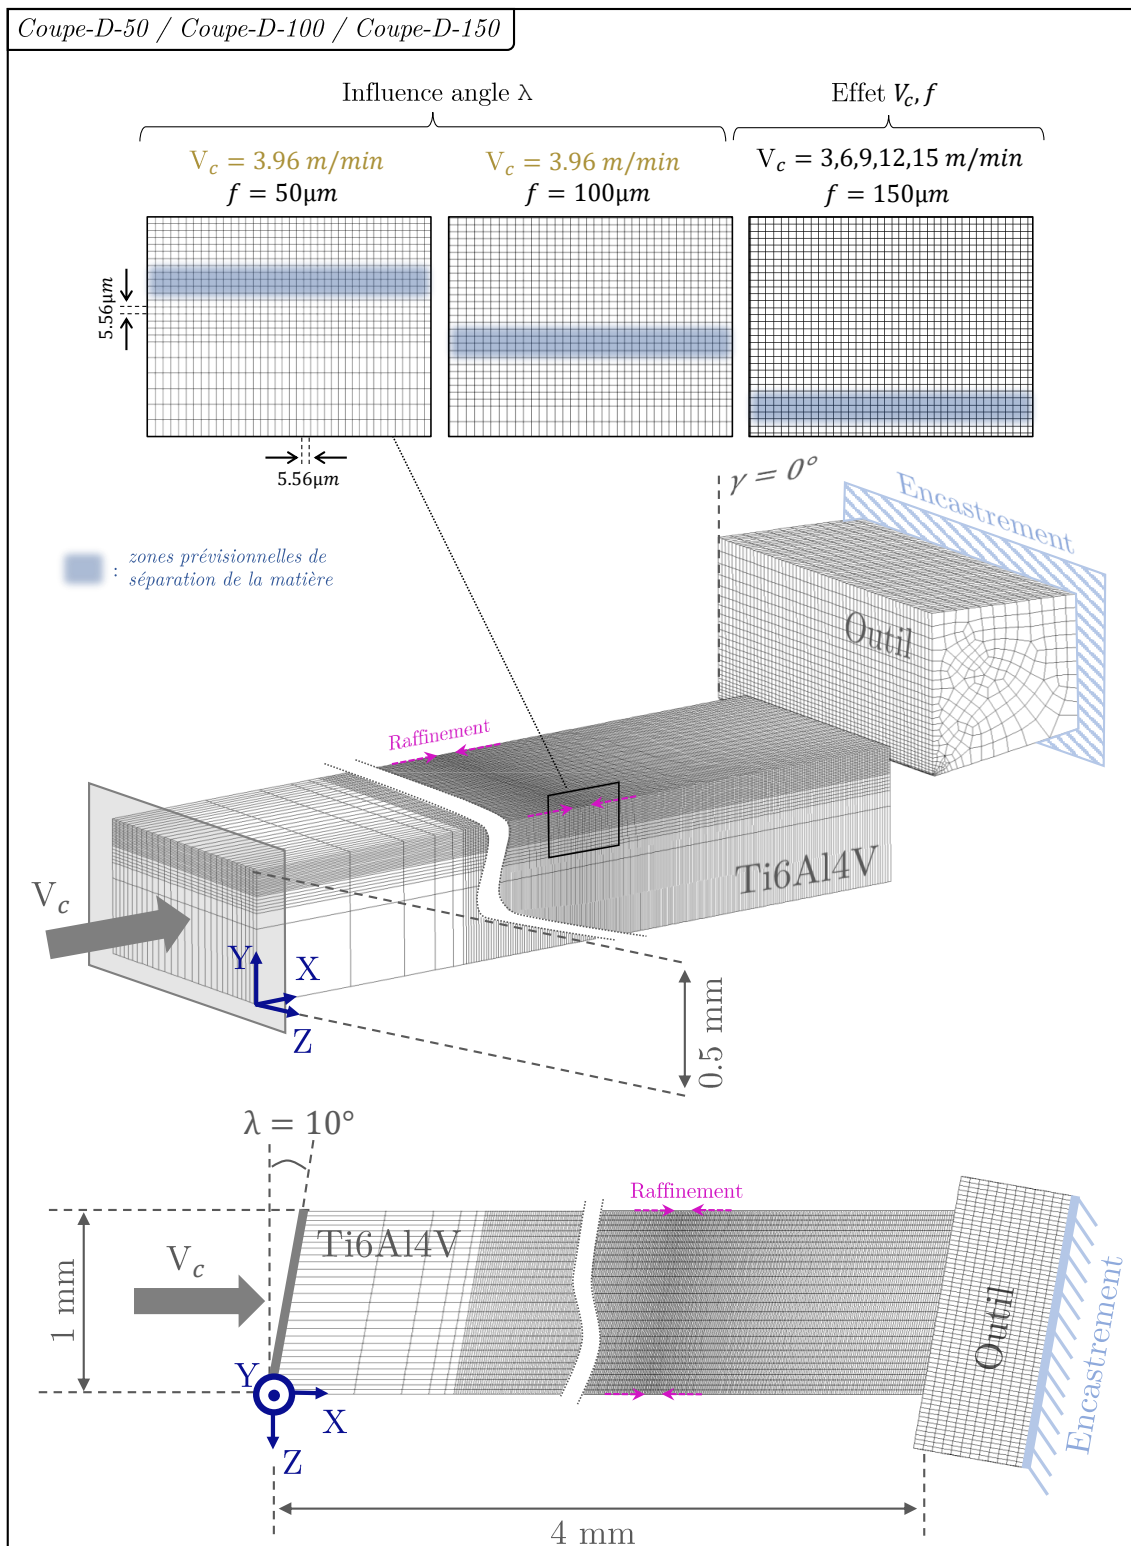 Coupe-D-50 / Coupe-D-100 / Coupe-D-150
Influence angle λ
Effet V_c, f
V_c = 3.96 m/min
f = 50μm
V_c = 3.96 m/min
f = 100μm
V_c = 3,6,9,12,15 m/min
f = 150μm
5.56μm
5.56μm
γ = 0°
Encastrement
: zones prévisionnelles de
séparation de la matière
Outil
Raffinement
Ti6Al4V
V_c
Y
X
Z
0.5 mm
λ = 10°
Raffinement
Ti6Al4V
V_c
1 mm
Outil
Encastrement
Y
X
Z
4 mm